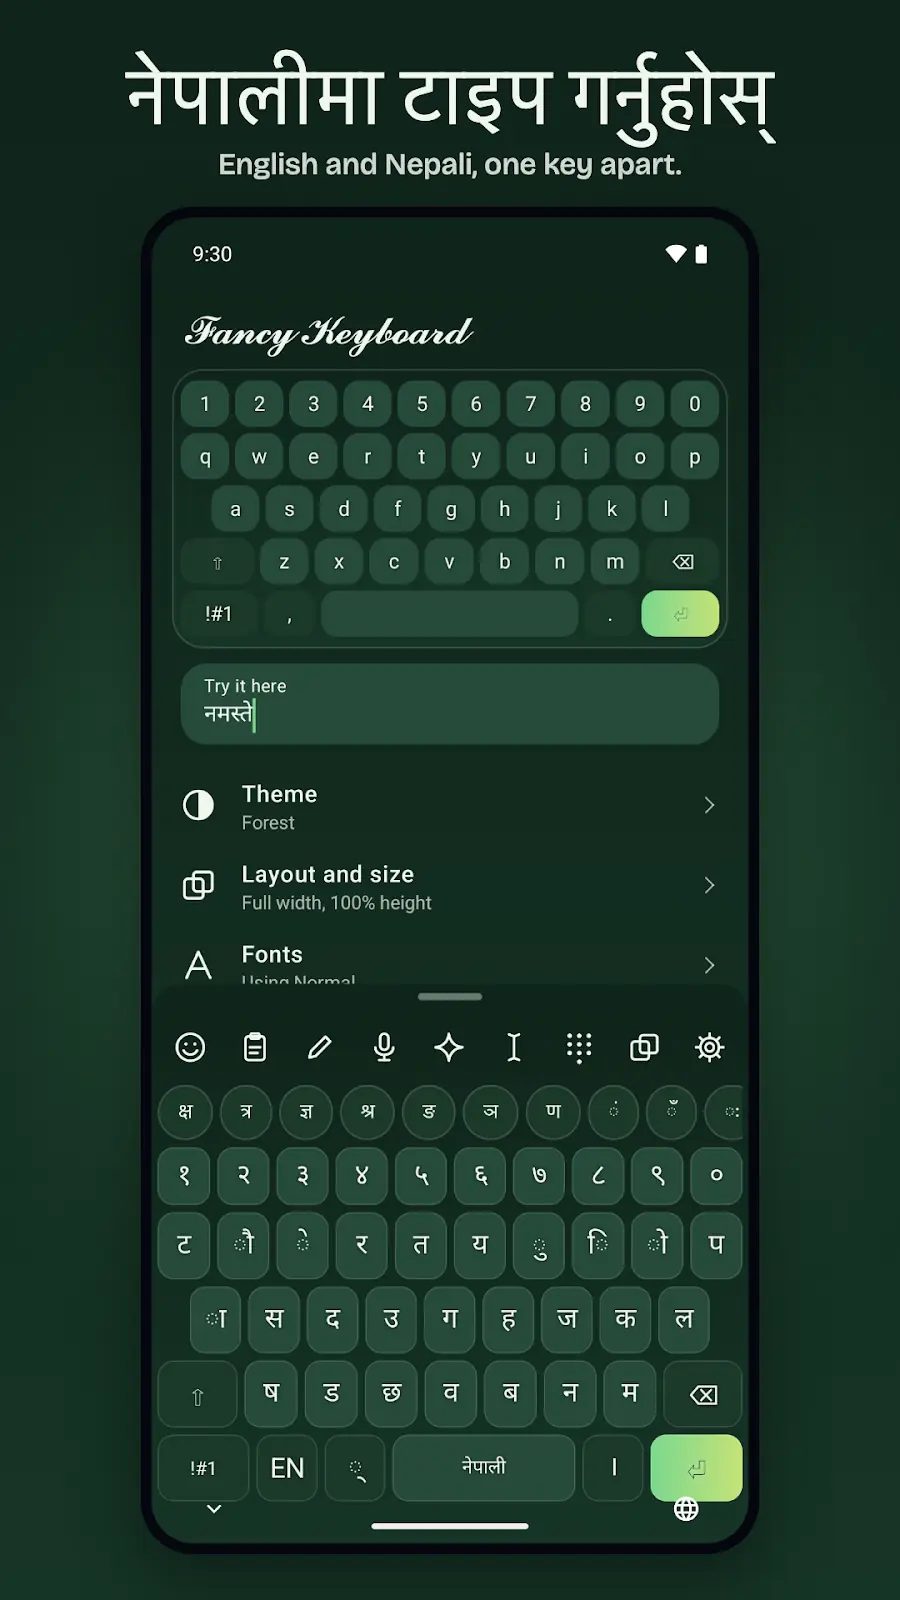 नेपालीमा टाइप गर्नुहोस्
English and Nepali, one key apart.
9:30
Fancy Keyboard
1 2 3 4 5 6 7 8 9 0
q w e r t y u i o p
a s d f g h j k l
⇧ z x c v b n m ⌫
!#1 , . ⏎
Try it here
नमस्ते
Theme
Forest
Layout and size
Full width, 100% height
Fonts
Using Normal
क्ष त्र ज्ञ श्र ङ ञ ण ं ँ ः
१ २ ३ ४ ५ ६ ७ ८ ९ ०
ट ौ े र त य ु ि ो प
ा स द उ ग ह ज क ल
⇧ ष ड छ व ब न म ⌫
!#1 EN ् नेपाली । ⏎